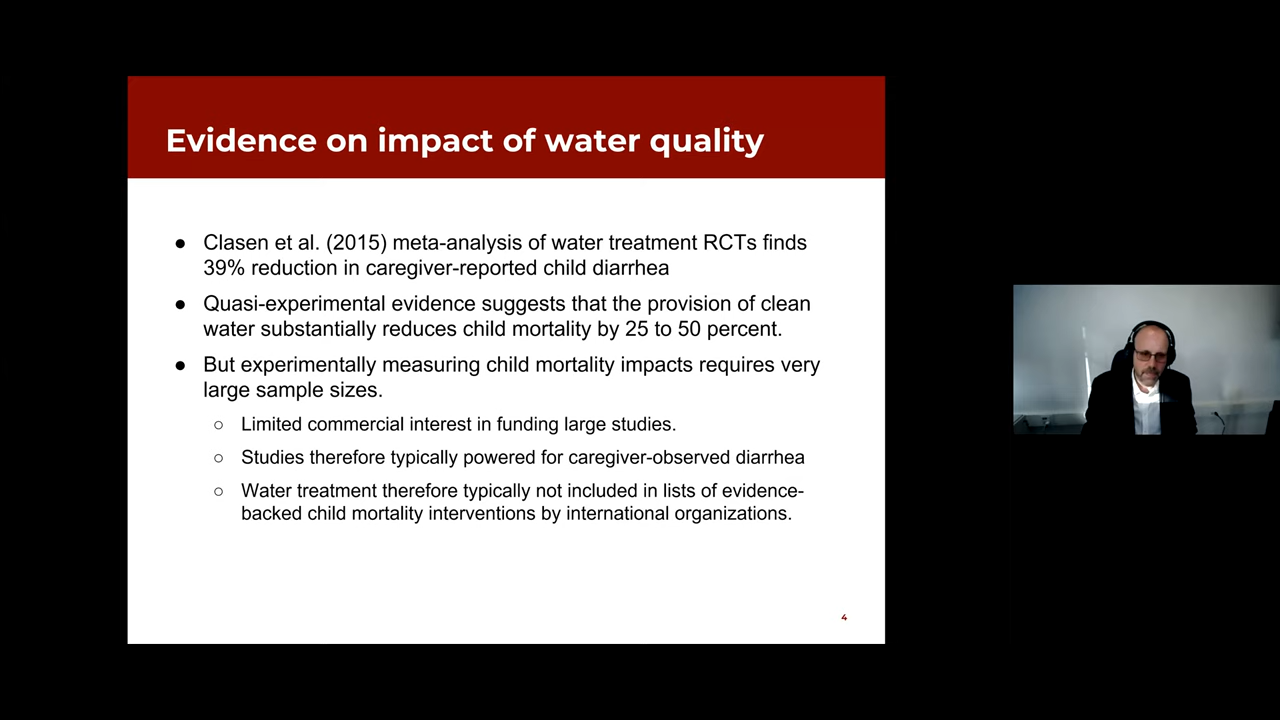 Evidence on impact of water quality
● Clasen et al. (2015) meta-analysis of water treatment RCTs finds
39% reduction in caregiver-reported child diarrhea
● Quasi-experimental evidence suggests that the provision of clean
water substantially reduces child mortality by 25 to 50 percent.
● But experimentally measuring child mortality impacts requires very
large sample sizes.
○ Limited commercial interest in funding large studies.
○ Studies therefore typically powered for caregiver-observed diarrhea
○ Water treatment therefore typically not included in lists of evidence-
backed child mortality interventions by international organizations.
4